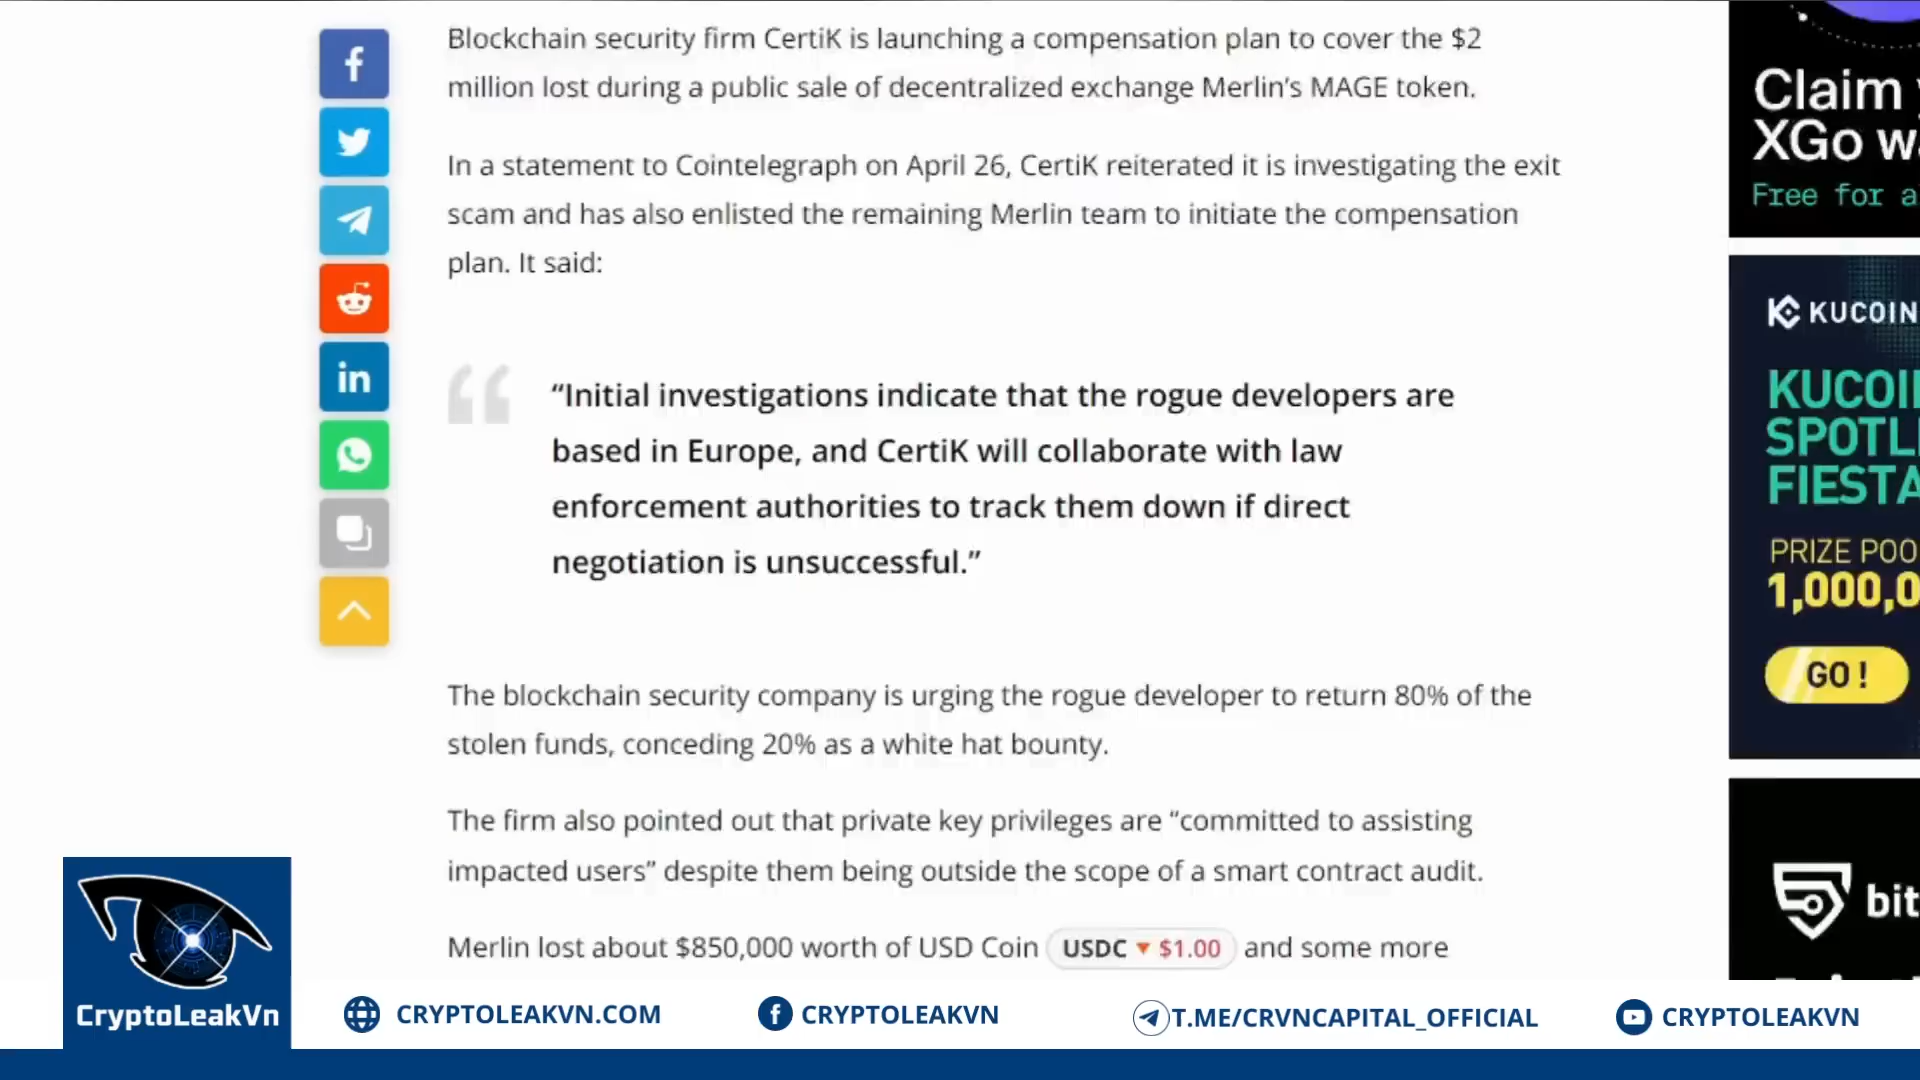 Blockchain security firm CertiK is launching a compensation plan to cover the $2
million lost during a public sale of decentralized exchange Merlin's MAGE token.
In a statement to Cointelegraph on April 26, CertiK reiterated it is investigating the exit
scam and has also enlisted the remaining Merlin team to initiate the compensation
plan. It said:
“Initial investigations indicate that the rogue developers are
based in Europe, and CertiK will collaborate with law
enforcement authorities to track them down if direct
negotiation is unsuccessful.”
The blockchain security company is urging the rogue developer to return 80% of the
stolen funds, conceding 20% as a white hat bounty.
The firm also pointed out that private key privileges are “committed to assisting
impacted users” despite them being outside the scope of a smart contract audit.
Merlin lost about $850,000 worth of USD Coin USDC ▼ $1.00 and some more
Claim
XGo
Free for a
KUCOIN
KUCOI
SPOTL
FIESTA
PRIZE POO
1,000,0
GO !
bit
CryptoLeakVn
CRYPTOLEAKVN.COM
CRYPTOLEAKVN
T.ME/CRVNCAPITAL_OFFICIAL
CRYPTOLEAKVN